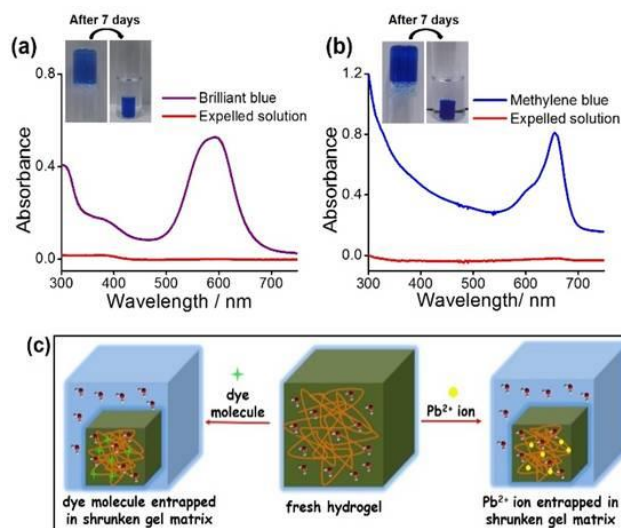 After 7 days
(a)
0.8
Brilliant blue
Expelled solution
0.4
0.0
Absorbance
300 400 500 600 700
Wavelength / nm
After 7 days
(b)
1.2
Methylene blue
Expelled solution
0.8
0.4
0.0
Absorbance
300 400 500 600 700
Wavelength/ nm
(c)
dye
molecule
Pb²⁺ ion
dye molecule entrapped
in shrunken gel matrix
fresh hydrogel
Pb²⁺ ion entrapped in
shrunken gel matrix